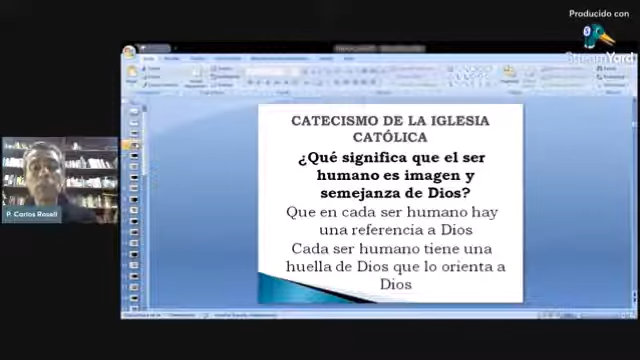 Producido con
StreamYard
CATECISMO DE LA IGLESIA
CATÓLICA
¿Qué significa que el ser
humano es imagen y
semejanza de Dios?
Que en cada ser humano hay
una referencia a Dios
Cada ser humano tiene una
huella de Dios que lo orienta a
Dios
P. Carlos Rosell